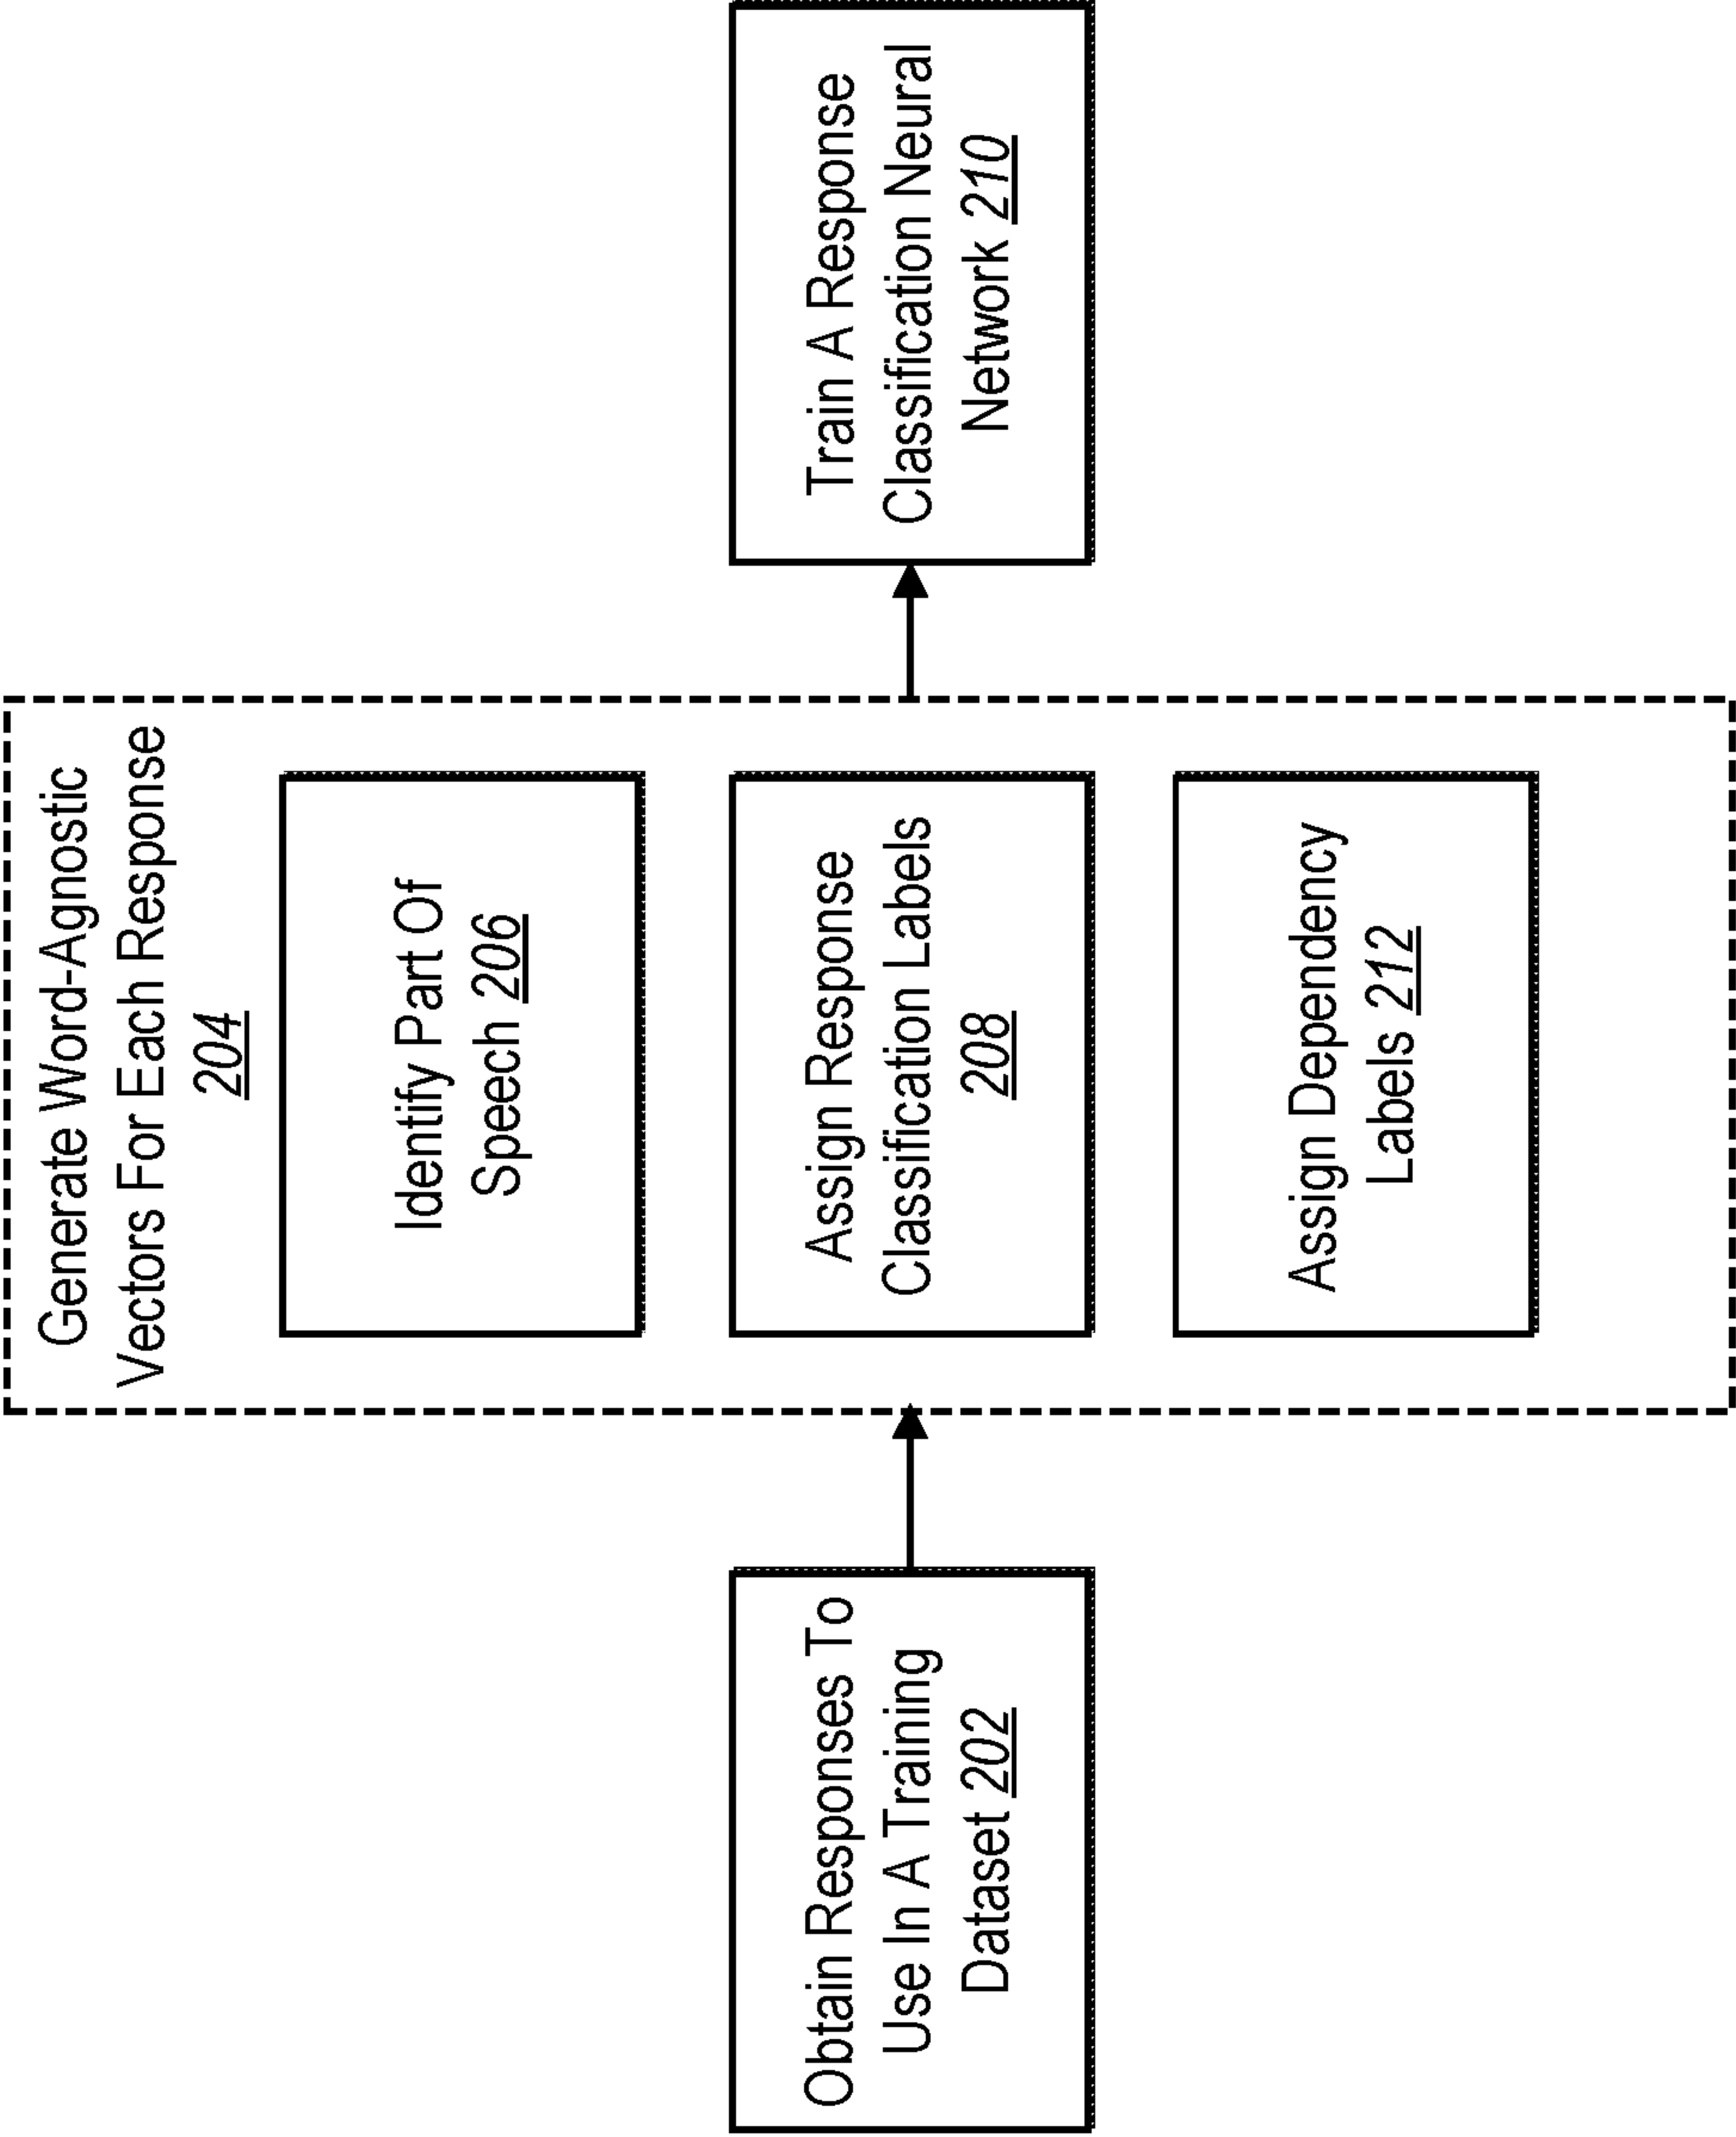 Obtain Responses To
Use In A Training
Dataset 202
Generate Word-Agnostic
Vectors For Each Response
204
Identify Part Of
Speech 206
Assign Response
Classification Labels
208
Assign Dependency
Labels 212
Train A Response
Classification Neural
Network 210